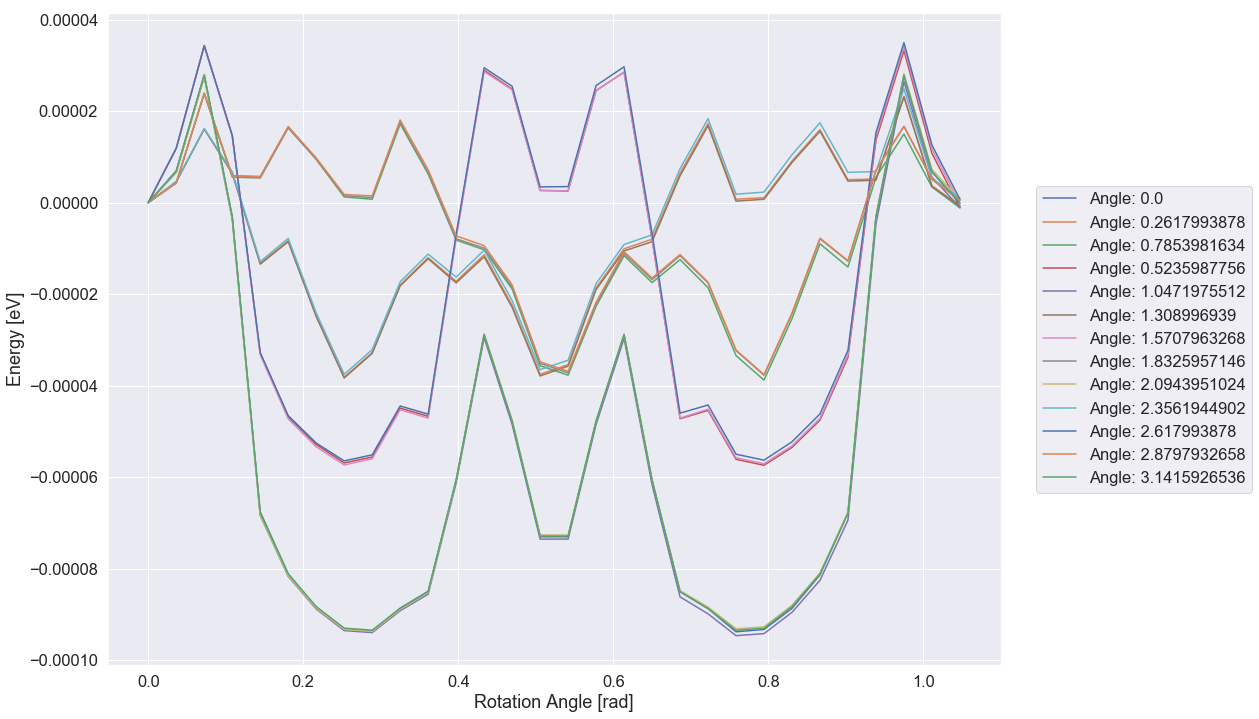 0.00004
0.00002
0.00000
−0.00002
−0.00004
−0.00006
−0.00008
−0.00010
Energy [eV]
0.0
0.2
0.4
0.6
0.8
1.0
Rotation Angle [rad]
Angle: 0.0
Angle: 0.2617993878
Angle: 0.7853981634
Angle: 0.5235987756
Angle: 1.0471975512
Angle: 1.308996939
Angle: 1.5707963268
Angle: 1.8325957146
Angle: 2.0943951024
Angle: 2.3561944902
Angle: 2.617993878
Angle: 2.8797932658
Angle: 3.1415926536